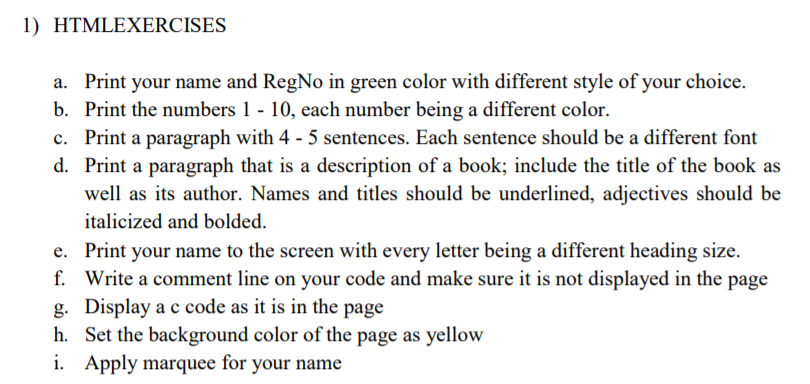 1) HTMLEXERCISES
a. Print your name and RegNo in green color with different style of your choice.
b. Print the numbers 1 - 10, each number being a different color.
c. Print a paragraph with 4 - 5 sentences. Each sentence should be a different font
d. Print a paragraph that is a description of a book; include the title of the book as
well as its author. Names and titles should be underlined, adjectives should be
italicized and bolded.
e. Print your name to the screen with every letter being a different heading size.
f. Write a comment line on your code and make sure it is not displayed in the page
g. Display a c code as it is in the page
h. Set the background color of the page as yellow
i. Apply marquee for your name